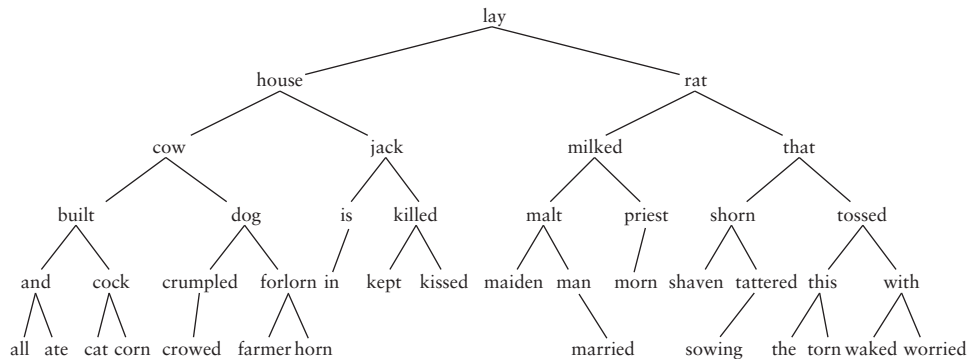 lay
house rat
cow jack milked that
built dog is killed malt priest shorn tossed
and cock crumpled forlorn in kept kissed maiden man morn shaven tattered this with
all ate cat corn crowed farmer horn married sowing the torn waked worried